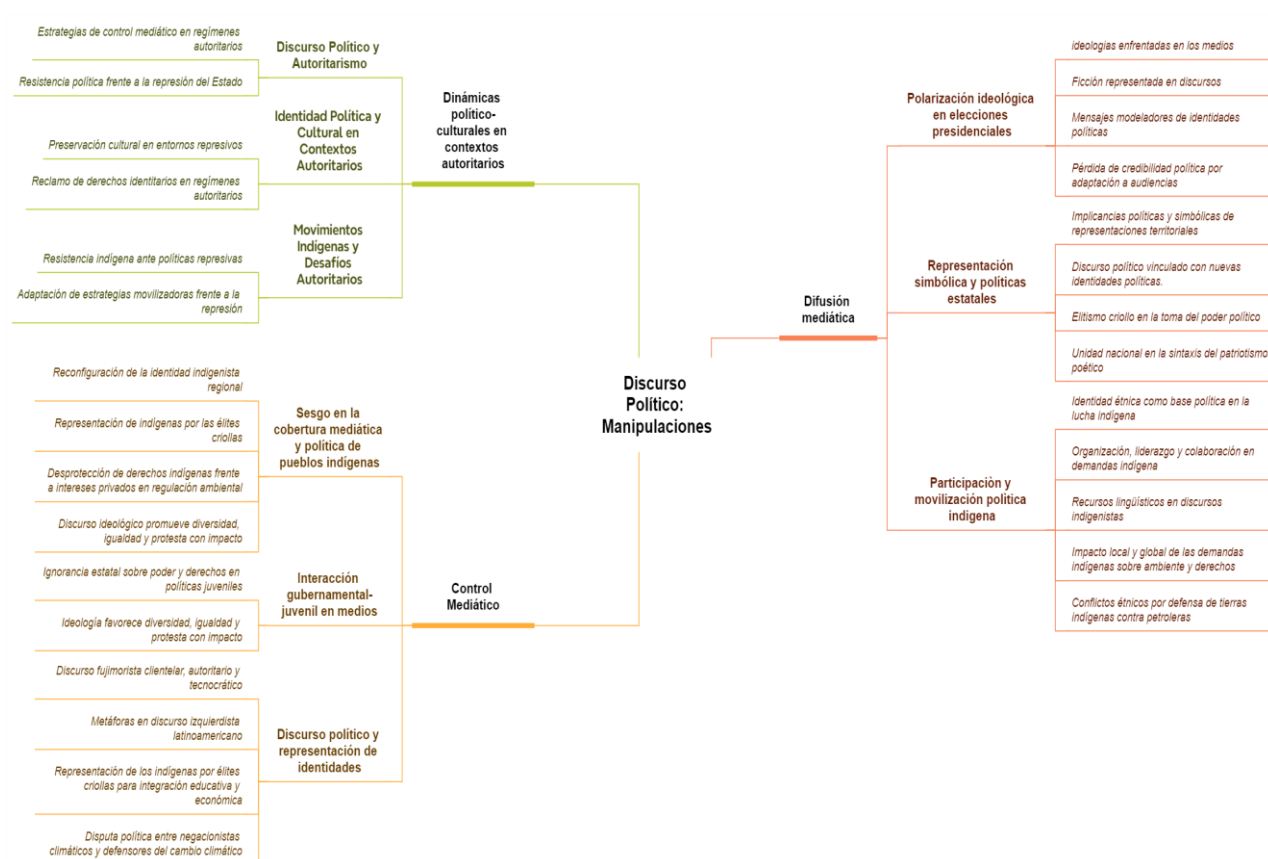 Discurso
Político:
Manipulaciones
Dinámicas
político-
culturales en
contextos
autoritarios
Discurso Político y
Autoritarismo
Estrategias de control mediático en regímenes
autoritarios
Resistencia política frente a la represión del Estado
Identidad Política y
Cultural en
Contextos
Autoritarios
Preservación cultural en entornos represivos
Reclamo de derechos identitarios en regímenes
autoritarios
Movimientos
Indígenas y
Desafíos
Autoritarios
Resistencia indígena ante políticas represivas
Adaptación de estrategias movilizadoras frente a la
represión
Control
Mediático
Sesgo en la
cobertura mediática
y política de
pueblos indígenas
Reconfiguración de la identidad indigenista
regional
Representación de indígenas por las élites
criollas
Desprotección de derechos indígenas frente
a intereses privados en regulación ambiental
Discurso ideológico promueve diversidad,
igualdad y protesta con impacto
Interacción
gubernamental-
juvenil en medios
Ignorancia estatal sobre poder y derechos en
políticas juveniles
Ideología favorece diversidad, igualdad y
protesta con impacto
Discurso político y
representación de
identidades
Discurso fujimorista clientelar, autoritario y
tecnocrático
Metáforas en discurso izquierdista
latinoamericano
Representación de los indígenas por élites
criollas para integración educativa y
económica
Disputa política entre negacionistas
climáticos y defensores del cambio climático
Difusión
mediática
Polarización ideológica
en elecciones
presidenciales
ideologías enfrentadas en los medios
Ficción representada en discursos
Mensajes modeladores de identidades
políticas
Pérdida de credibilidad política por
adaptación a audiencias
Representación
simbólica y políticas
estatales
Implicancias políticas y simbólicas de
representaciones territoriales
Discurso político vinculado con nuevas
identidades políticas.
Elitismo criollo en la toma del poder político
Unidad nacional en la sintaxis del patriotismo
poético
Participaciòn y
movilización politica
indigena
Identidad étnica como base política en la
lucha indígena
Organización, liderazgo y colaboración en
demandas indígena
Recursos lingüísticos en discursos
indigenistas
Impacto local y global de las demandas
indígenas sobre ambiente y derechos
Conflictos étnicos por defensa de tierras
indígenas contra petroleras